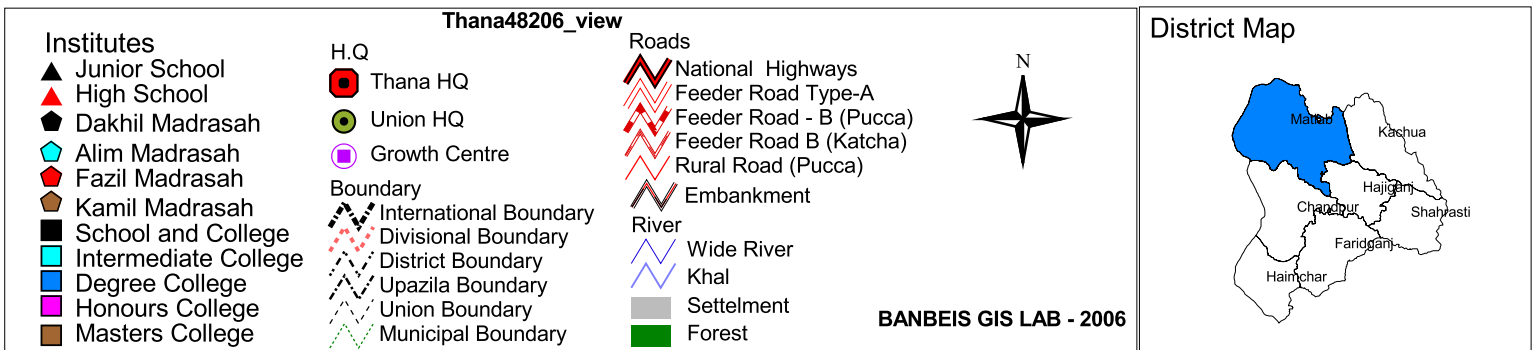 Thana48206_view
Institutes
Junior School
High School
Dakhil Madrasah
Alim Madrasah
Fazil Madrasah
Kamil Madrasah
School and College
Intermediate College
Degree College
Honours College
Masters College
H.Q
Thana HQ
Union HQ
Growth Centre
Boundary
International Boundary
Divisional Boundary
District Boundary
Upazila Boundary
Union Boundary
Municipal Boundary
Roads
National Highways
Feeder Road Type-A
Feeder Road - B (Pucca)
Feeder Road B (Katcha)
Rural Road (Pucca)
Embankment
River
Wide River
Khal
Settelment
Forest
N
BANBEIS GIS LAB - 2006
District Map
Matlab
Kachua
Hajiganj
Chandpur
Shahrasti
Faridganj
Haimchar